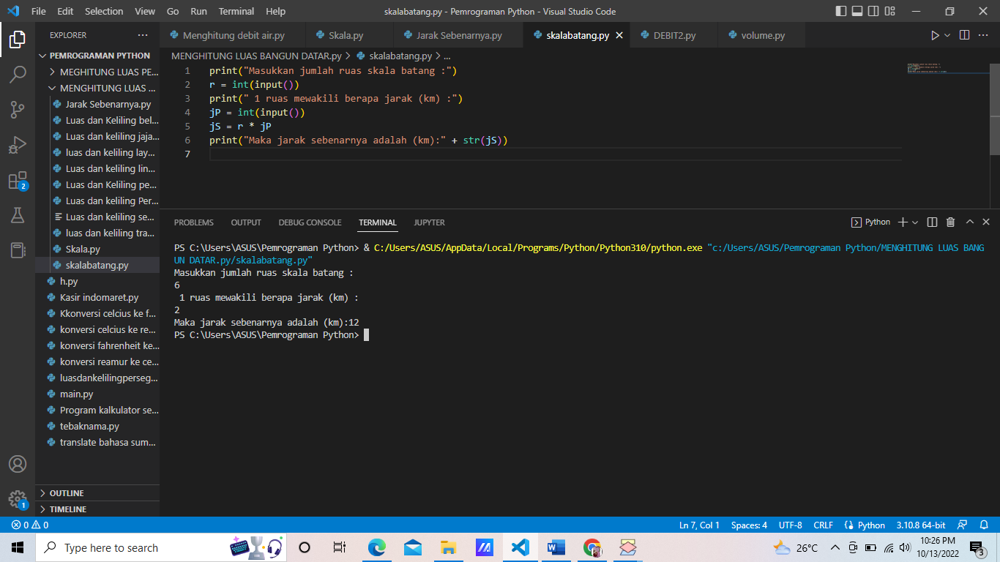 File Edit Selection View Go Run Terminal Help
skalabatang.py - Pemrograman Python - Visual Studio Code
EXPLORER ...
Menghitung debit air.py
Skala.py
Jarak Sebenarnya.py
skalabatang.py
DEBIT2.py
volume.py
PEMROGRAMAN PYTHON
MEGHITUNG LUAS PE...
MENGHITUNG LUAS ...
Jarak Sebenarnya.py
Luas dan Keliling bel...
Luas dan keliling jaja...
luas dan keliling lay...
Luas dan keliling lin...
Luas dan Keliling pe...
Luas dan keliling Per...
Luas dan keliling se...
luas dan keliling tra...
Skala.py
skalabatang.py
h.py
Kasir indomaret.py
Kkonversi celcius ke f...
konversi celcius ke re...
konversi fahrenheit ke...
konversi reamur ke ce...
luasdankelilingperseg...
main.py
Program kalkulator se...
tebaknama.py
translate bahasa sum...
OUTLINE
TIMELINE
2
1
MENGHITUNG LUAS BANGUN DATAR.py > skalabatang.py > ...
1 print("Masukkan jumlah ruas skala batang :")
2 r = int(input())
3 print(" 1 ruas mewakili berapa jarak (km) :")
4 jP = int(input())
5 jS = r * jP
6 print("Maka jarak sebenarnya adalah (km):" + str(jS))
7
PROBLEMS OUTPUT DEBUG CONSOLE TERMINAL JUPYTER
Python
PS C:\Users\ASUS\Pemrograman Python> & C:/Users/ASUS/AppData/Local/Programs/Python/Python310/python.exe "c:/Users/ASUS/Pemrograman Python/MENGHITUNG LUAS BANG
UN DATAR.py/skalabatang.py"
Masukkan jumlah ruas skala batang :
6
 1 ruas mewakili berapa jarak (km) :
2
Maka jarak sebenarnya adalah (km):12
PS C:\Users\ASUS\Pemrograman Python>
0 0
Ln 7, Col 1 Spaces: 4 UTF-8 CRLF Python 3.10.8 64-bit
Type here to search
26°C
10:26 PM
10/13/2022
3